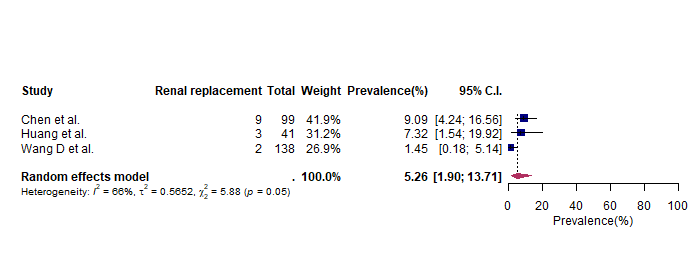 Study Renal replacement Total Weight Prevalence(%) 95% C.I.
Chen et al. 9 99 41.9% 9.09 [4.24; 16.56]
Huang et al. 3 41 31.2% 7.32 [1.54; 19.92]
Wang D et al. 2 138 26.9% 1.45 [0.18; 5.14]
Random effects model . 100.0% 5.26 [1.90; 13.71]
Heterogeneity: I² = 66%, τ² = 0.5652, χ²₂ = 5.88 (p = 0.05)
0 20 40 60 80 100
Prevalence(%)